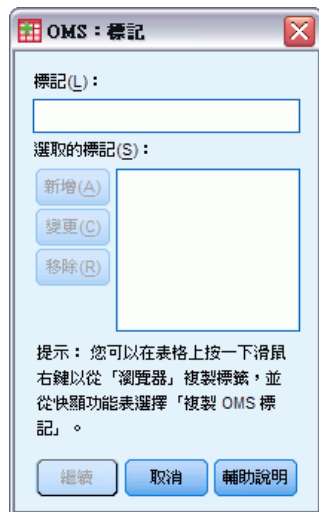 OMS：標記
標記(L)：
選取的標記(S)：
新增(A)
變更(C)
移除(R)
提示： 您可以在表格上按一下滑鼠
右鍵以從「瀏覽器」複製標籤，並
從快顯功能表選擇「複製 OMS 標
記」。
繼續 取消 輔助說明